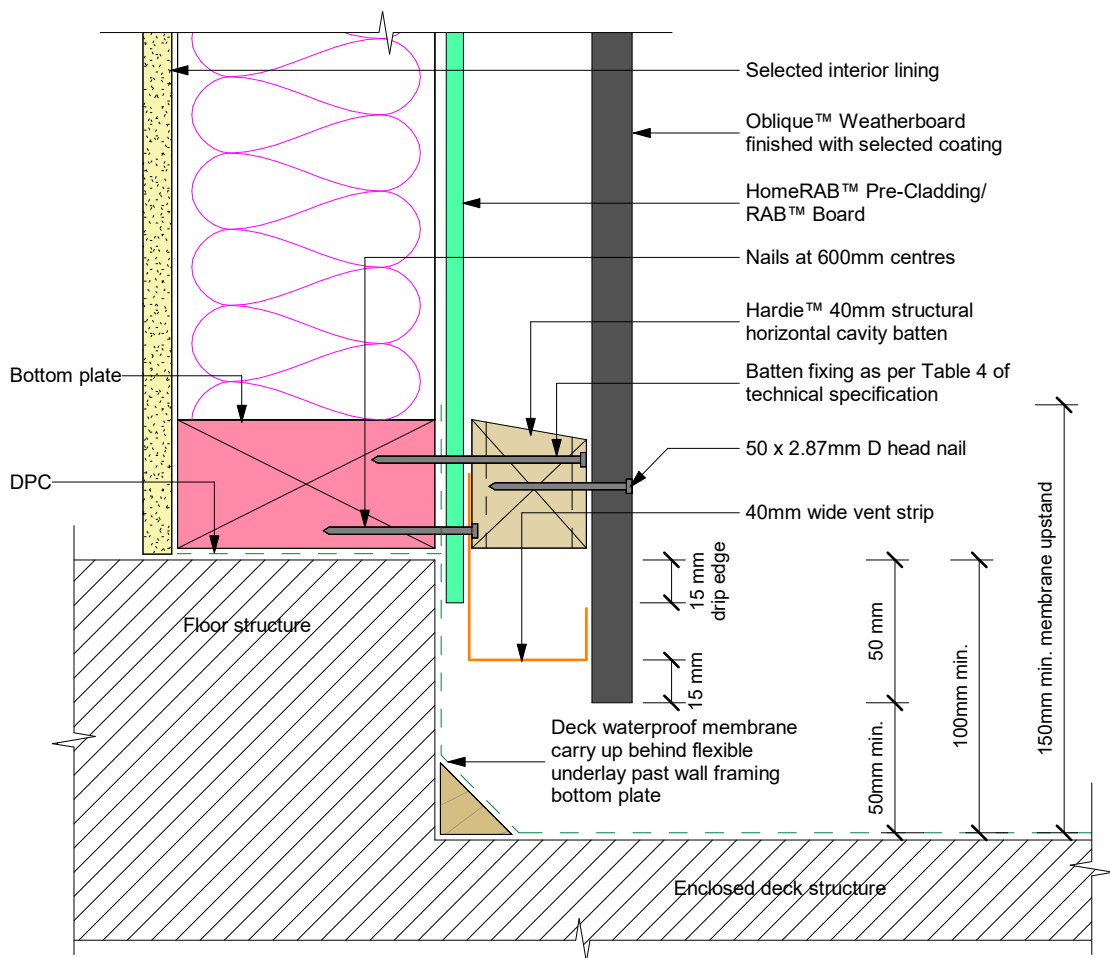 Selected interior lining
Oblique™ Weatherboard
finished with selected coating
HomeRAB™ Pre-Cladding/
RAB™ Board
Nails at 600mm centres
Hardie™ 40mm structural
horizontal cavity batten
Bottom plate
Batten fixing as per Table 4 of
technical specification
50 x 2.87mm D head nail
DPC
40mm wide vent strip
15 mm
drip edge
Floor structure
50 mm
100mm min.
150mm min. membrane upstand
15 mm
50mm min.
Deck waterproof membrane
carry up behind flexible
underlay past wall framing
bottom plate
Enclosed deck structure